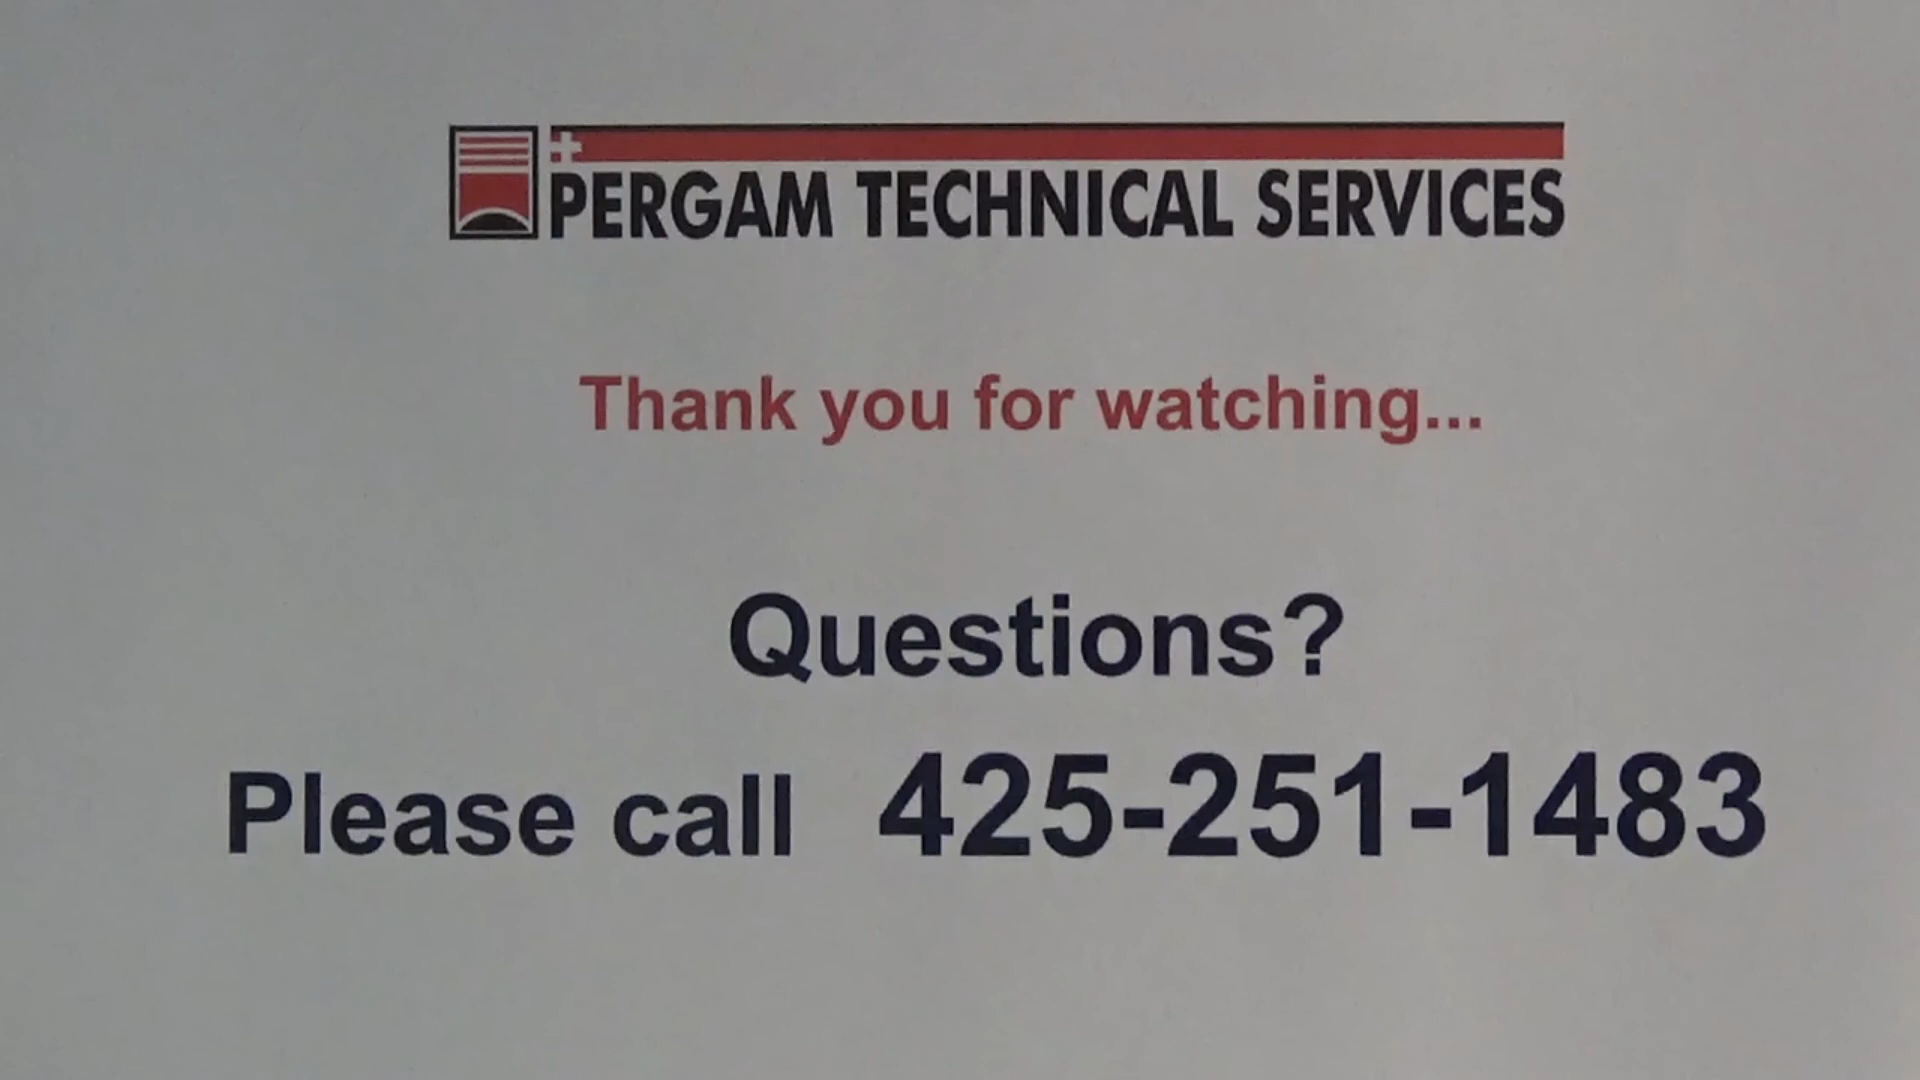 PERGAM TECHNICAL SERVICES
Thank you for watching...
Questions?
Please call 425-251-1483